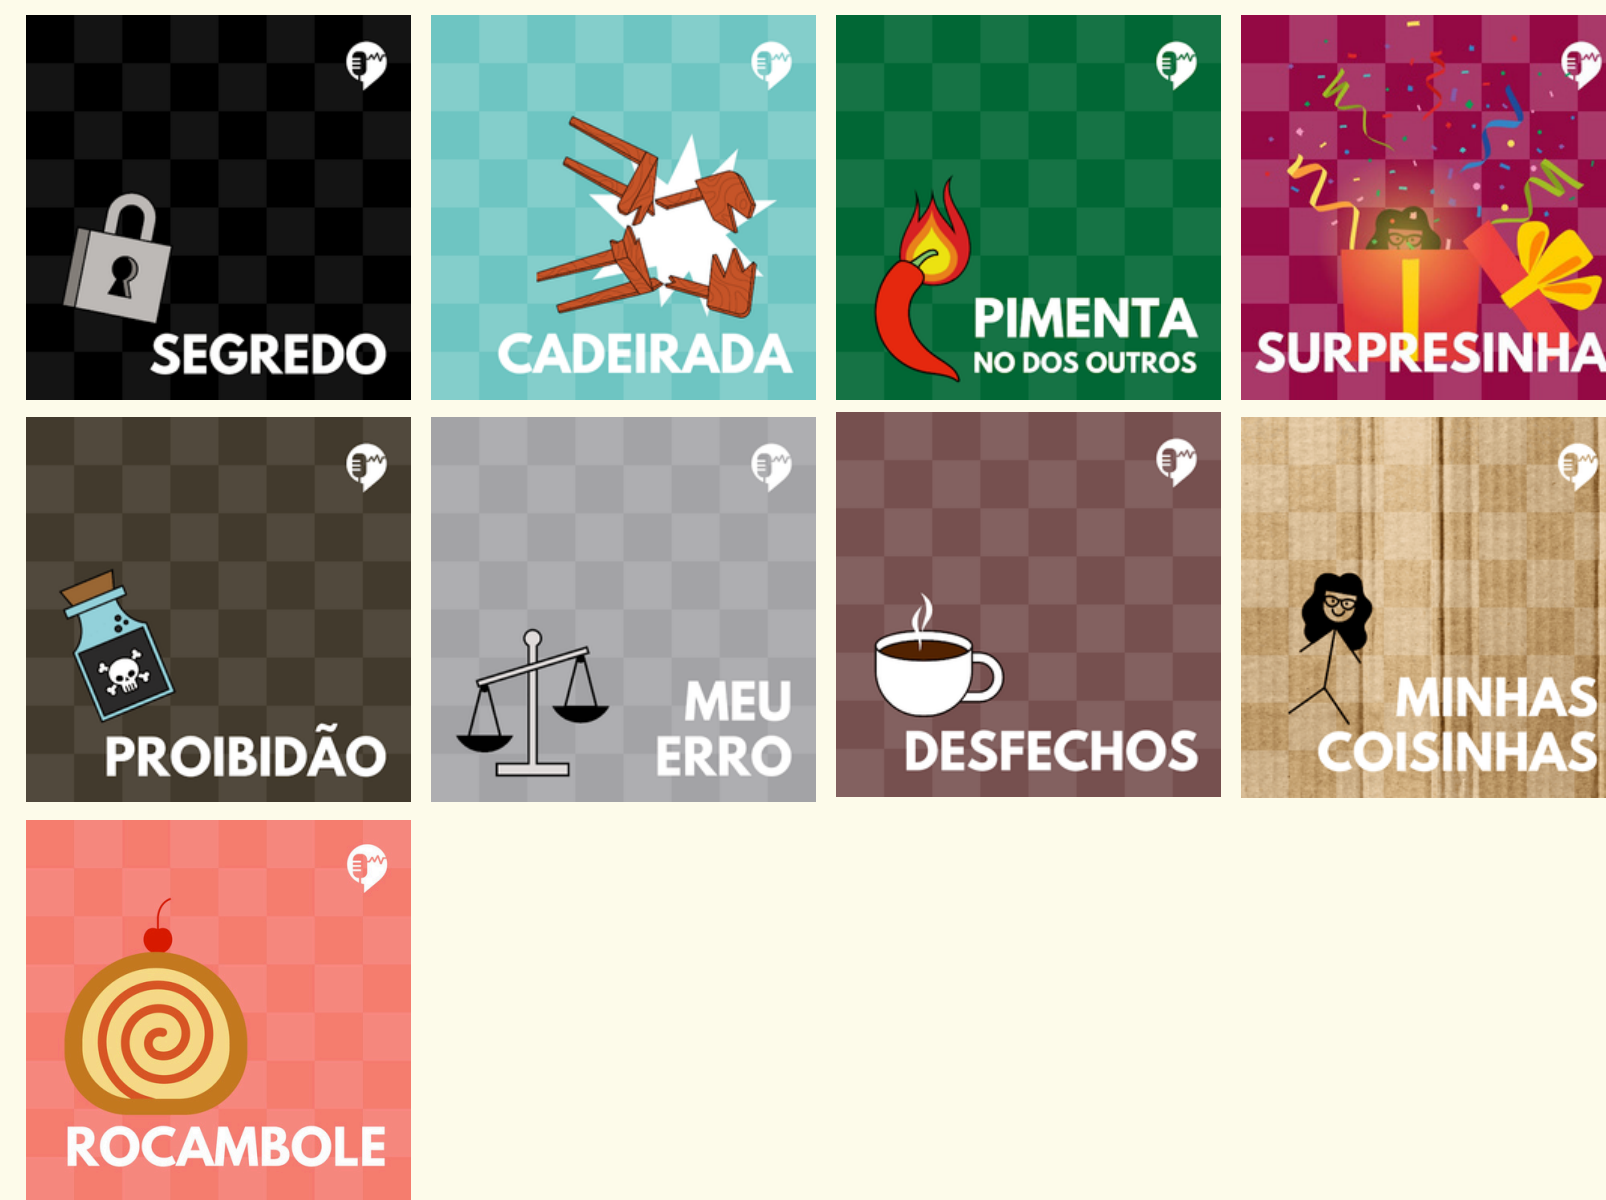 SEGREDO
CADEIRADA
PIMENTA
NO DOS OUTROS
SURPRESINHA
PROIBIDÃO
MEU
ERRO
DESFECHOS
MINHAS
COISINHAS
ROCAMBOLE